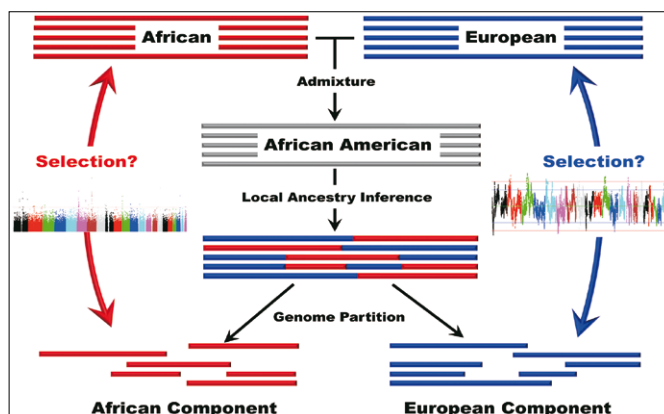 African
European
Admixture
African American
Selection?
Selection?
Local Ancestry Inference
Genome Partition
African Component
European Component